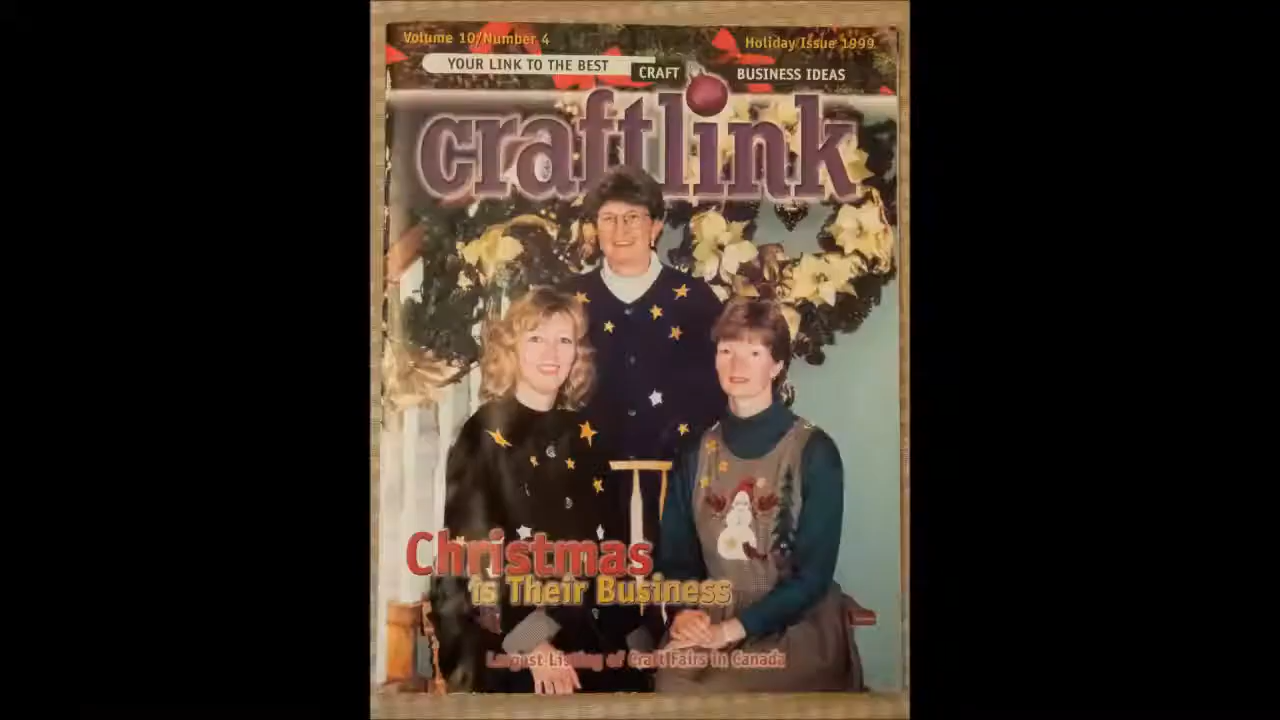 Volume 10/Number 4
Holiday Issue 1999
YOUR LINK TO THE BEST CRAFT BUSINESS IDEAS
craftlink
Christmas
is Their Business
Largest Listing of Craft Fairs in Canada